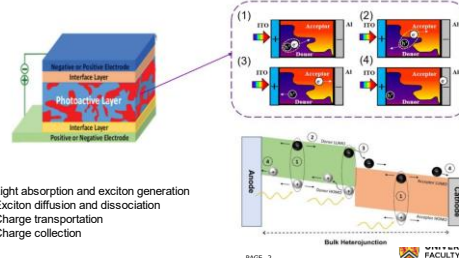 (1)
(2)
ITO
Al
ITO
Al
Acceptor
Acceptor
Donor
Donor
(3)
(4)
ITO
Al
ITO
Al
Acceptor
Acceptor
Donor
Donor
Negative or Positive Electrode
Interface Layer
Photoactive Layer
Interface Layer
Positive or Negative Electrode
Anode
Donor LUMO
Donor HOMO
Acceptor LUMO
Acceptor HOMO
Cathode
Bulk Heterojunction
ight absorption and exciton generation
Exciton diffusion and dissociation
Charge transportation
Charge collection
PAGE 2
FACULTY